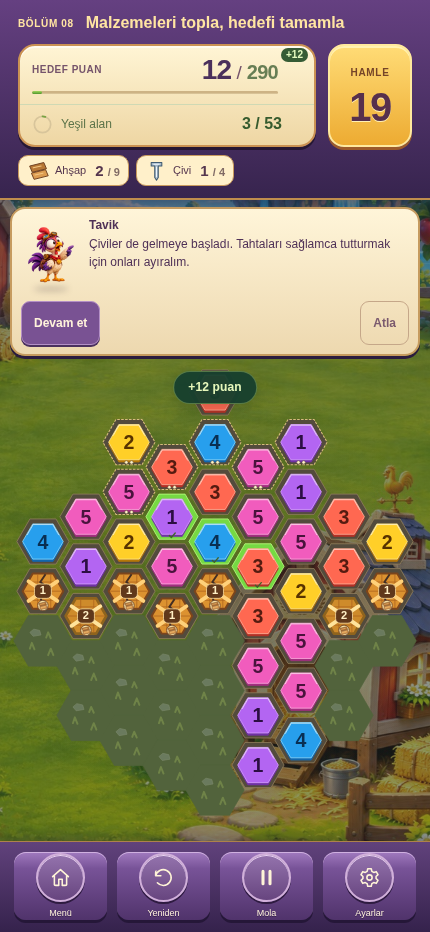 BÖLÜM 08 Malzemeleri topla, hedefi tamamla
HEDEF PUAN 12 / 290 +12
Yeşil alan 3 / 53
HAMLE
19
Ahşap 2 / 9 Çivi 1 / 4
Tavik
Çiviler de gelmeye başladı. Tahtaları sağlamca tutturmak
için onları ayıralım.
Devam et Atla
+12 puan
2 4 1
3 5
5 3 1
5 1 5 3
4 2 4 5 2
1 5 3 3
1 1 1 2 1
2 1 3 2
5
5
5
1
4
1
Menü Yeniden Mola Ayarlar